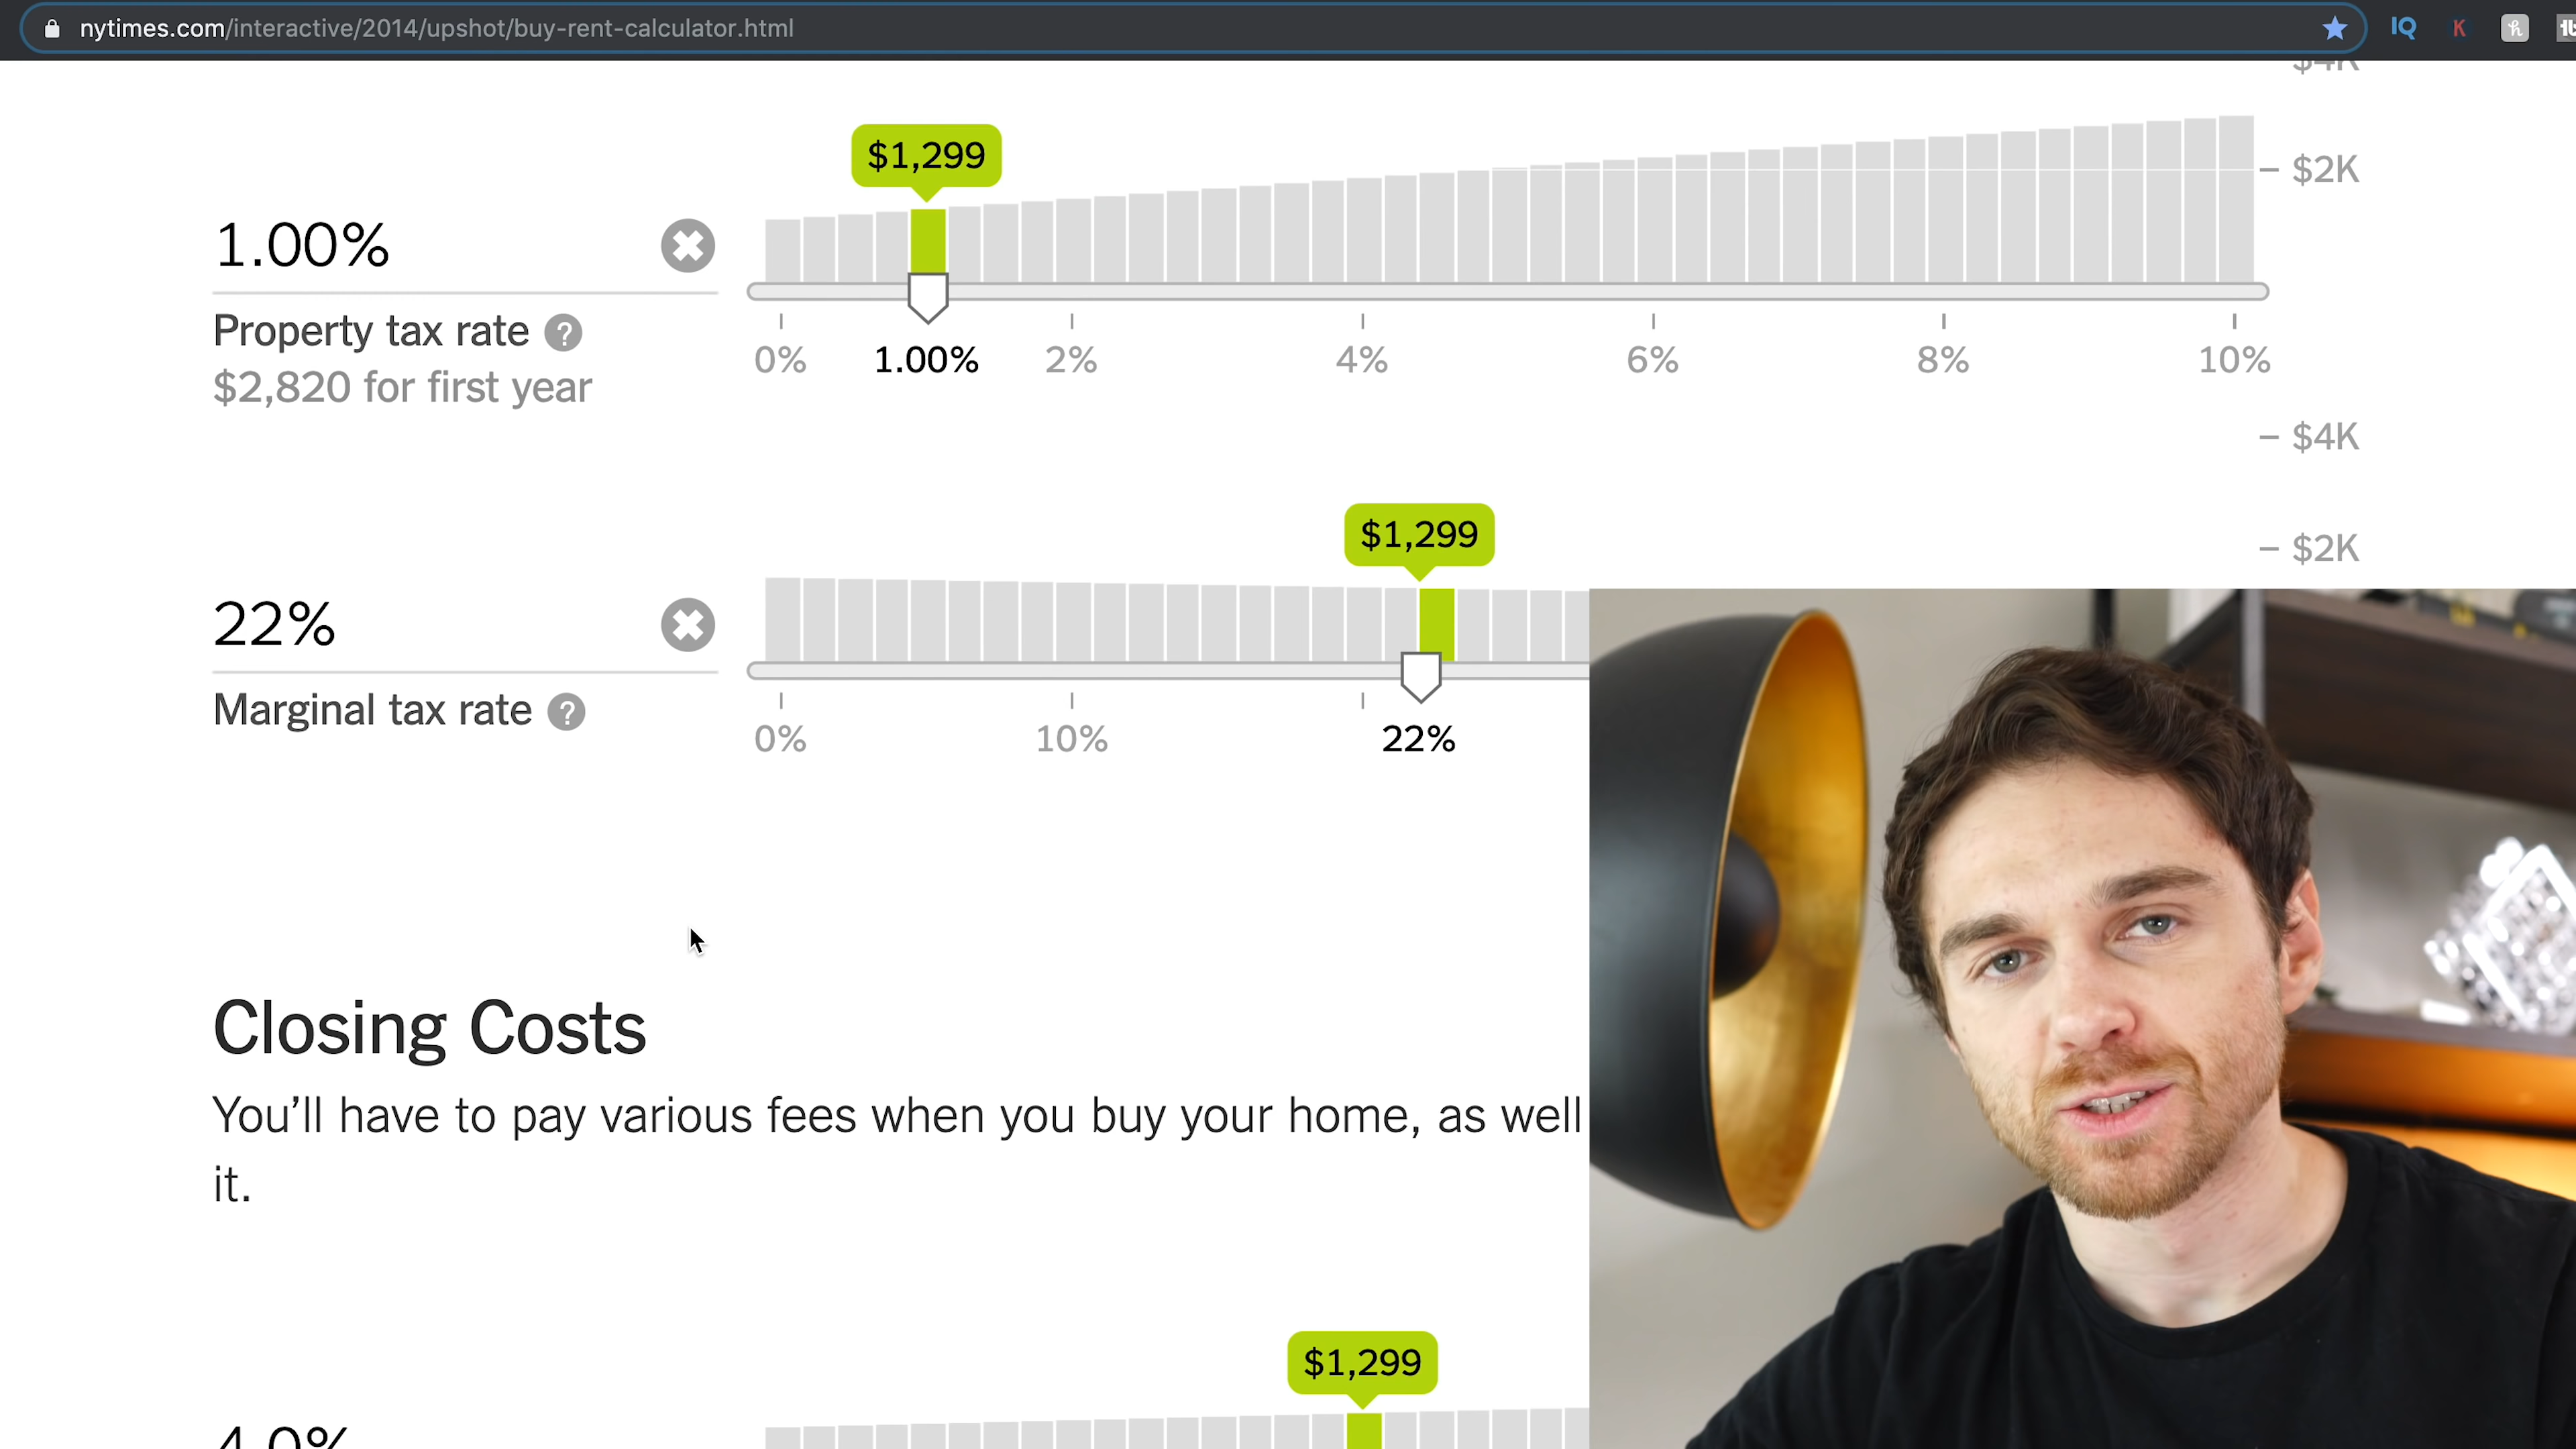 nytimes.com/interactive/2014/upshot/buy-rent-calculator.html
IQ K h
$4K
$1,299
$2K
1.00%
Property tax rate ?
$2,820 for first year
0% 1.00% 2% 4% 6% 8% 10%
$4K
$1,299
$2K
22%
Marginal tax rate ?
0% 10% 22%
Closing Costs
You’ll have to pay various fees when you buy your home, as well
it.
$1,299
4.0%